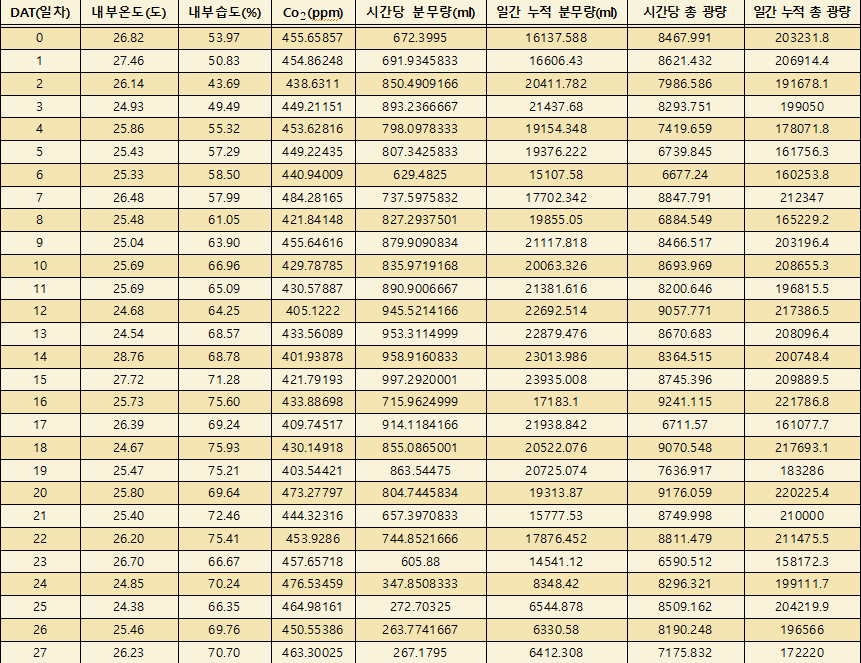 DAT(일차) 내부온도(도) 내부습도(%) Co2(ppm) 시간당 분무량(ml) 일간 누적 분무량(ml) 시간당 총 광량 일간 누적 총 광량
0 26.82 53.97 455.65857 672.3995 16137.588 8467.991 203231.8
1 27.46 50.83 454.86248 691.9345833 16606.43 8621.432 206914.4
2 26.14 43.69 438.6311 850.4909166 20411.782 7986.586 191678.1
3 24.93 49.49 449.21151 893.2366667 21437.68 8293.751 199050
4 25.86 55.32 453.62816 798.0978333 19154.348 7419.659 178071.8
5 25.43 57.29 449.22435 807.3425833 19376.222 6739.845 161756.3
6 25.33 58.50 440.94009 629.4825 15107.58 6677.24 160253.8
7 26.48 57.99 484.28165 737.5975832 17702.342 8847.791 212347
8 25.48 61.05 421.84148 827.2937501 19855.05 6884.549 165229.2
9 25.04 63.90 455.64616 879.9090834 21117.818 8466.517 203196.4
10 25.69 66.96 429.78785 835.9719168 20063.326 8693.969 208655.3
11 25.69 65.09 430.57887 890.9006667 21381.616 8200.646 196815.5
12 24.68 64.25 405.1222 945.5214166 22692.514 9057.771 217386.5
13 24.54 68.57 433.56089 953.3114999 22879.476 8670.683 208096.4
14 28.76 68.78 401.93878 958.9160833 23013.986 8364.515 200748.4
15 27.72 71.28 421.79193 997.2920001 23935.008 8745.396 209889.5
16 25.73 75.60 433.88698 715.9624999 17183.1 9241.115 221786.8
17 26.39 69.24 409.74517 914.1184166 21938.842 6711.57 161077.7
18 24.67 75.93 430.14918 855.0865001 20522.076 9070.548 217693.1
19 25.47 75.21 403.54421 863.54475 20725.074 7636.917 183286
20 25.80 69.64 473.27797 804.7445834 19313.87 9176.059 220225.4
21 25.40 72.46 444.32316 657.3970833 15777.53 8749.998 210000
22 26.20 75.41 453.9286 744.8521666 17876.452 8811.479 211475.5
23 26.70 66.67 457.65718 605.88 14541.12 6590.512 158172.3
24 24.85 70.24 476.53459 347.8508333 8348.42 8296.321 199111.7
25 24.38 66.35 464.98161 272.70325 6544.878 8509.162 204219.9
26 25.46 69.76 450.55386 263.7741667 6330.58 8190.248 196566
27 26.23 70.70 463.30025 267.1795 6412.308 7175.832 172220